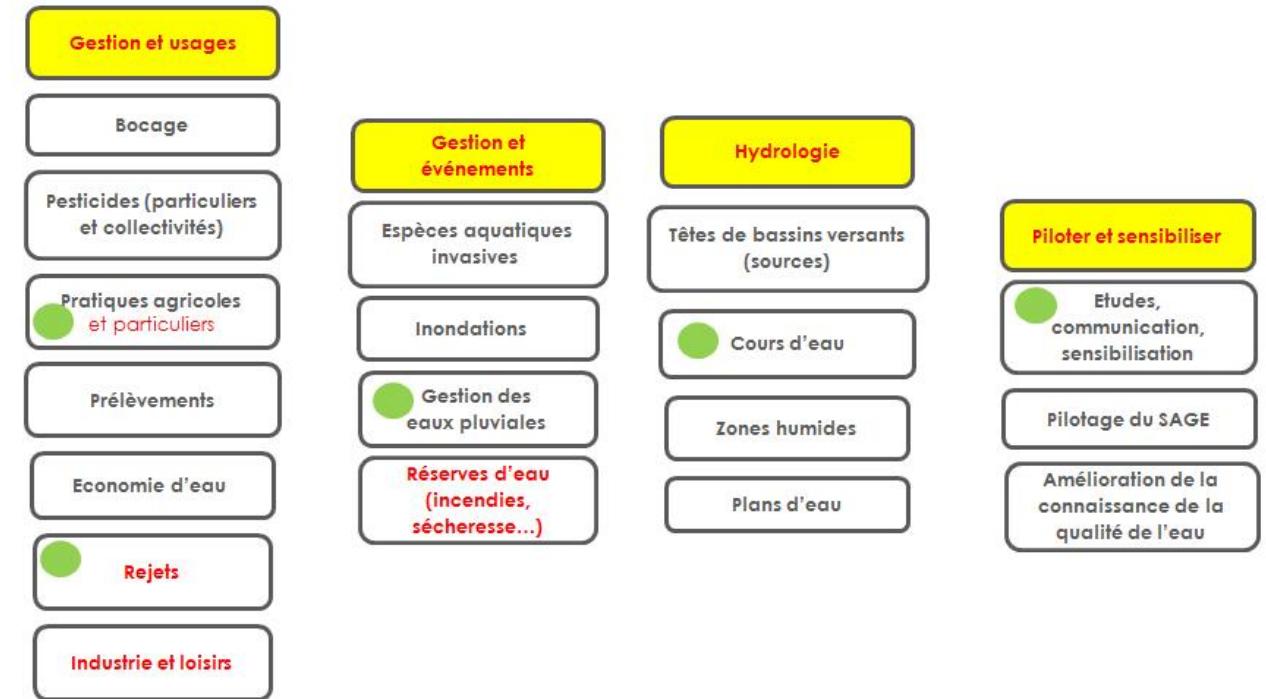 Gestion et usages
Bocage
Pesticides (particuliers
et collectivités)
Pratiques agricoles
et particuliers
Prélèvements
Economie d'eau
Rejets
Industrie et loisirs
Gestion et
événements
Espèces aquatiques
invasives
Inondations
Gestion des
eaux pluviales
Réserves d'eau
(incendies,
sécheresse...)
Hydrologie
Têtes de bassins versants
(sources)
Cours d'eau
Zones humides
Plans d'eau
Piloter et sensibiliser
Etudes,
communication,
sensibilisation
Pilotage du SAGE
Amélioration de la
connaissance de la
qualité de l'eau